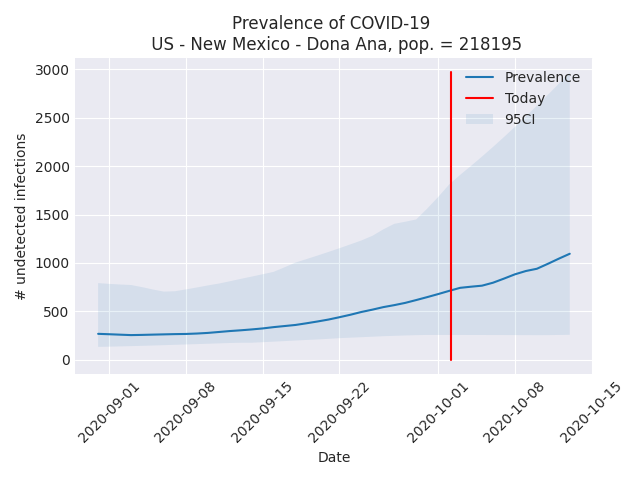 Prevalence of COVID-19
US - New Mexico - Dona Ana, pop. = 218195
# undetected infections
3000
2500
2000
1500
1000
500
0
Prevalence
Today
95CI
2020-09-01
2020-09-08
2020-09-15
2020-09-22
2020-10-01
2020-10-08
2020-10-15
Date